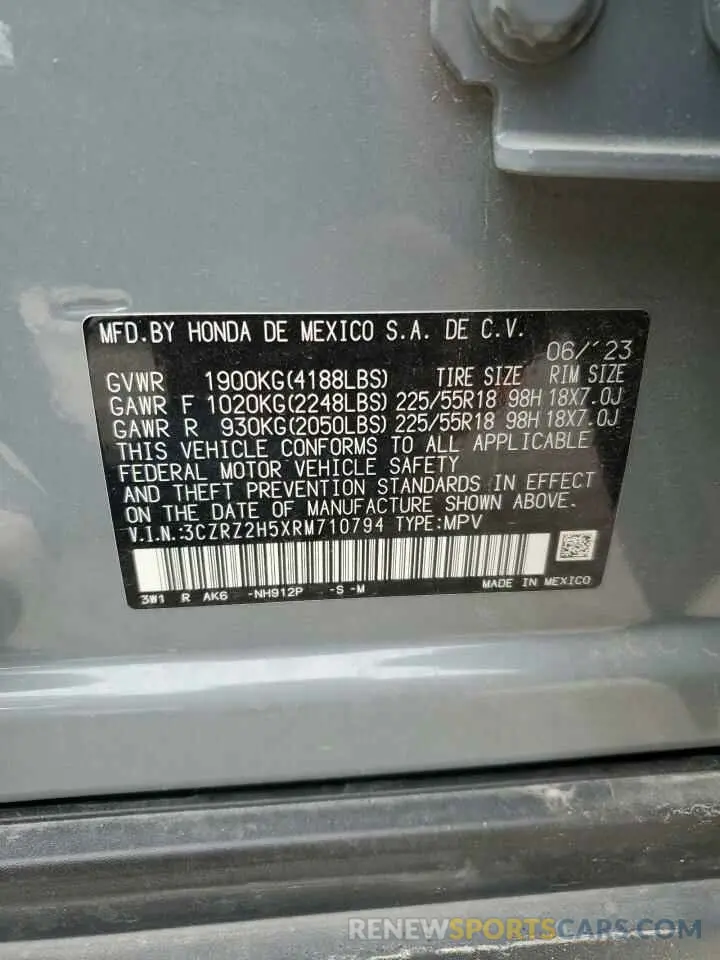 MFD.BY HONDA DE MEXICO S.A. DE C.V.
06/´23
GVWR 1900KG(4188LBS) TIRE SIZE RIM SIZE
GAWR F 1020KG(2248LBS) 225/55R18 98H 18X7.0J
GAWR R 930KG(2050LBS) 225/55R18 98H 18X7.0J
THIS VEHICLE CONFORMS TO ALL APPLICABLE
FEDERAL MOTOR VEHICLE SAFETY
AND THEFT PREVENTION STANDARDS IN EFFECT
ON THE DATE OF MANUFACTURE SHOWN ABOVE.
V.I.N.:3CZRZ2H5XRM710794 TYPE:MPV
3W1 R AK6 -NH912P -S -M MADE IN MEXICO
RENEWSPORTSCARS.COM